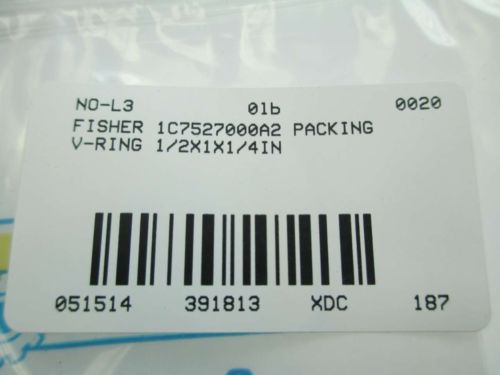 NO-L3 01b 0020
FISHER 1C7527000A2 PACKING
V-RING 1/2X1X1/4IN
051514 391813 XDC 187